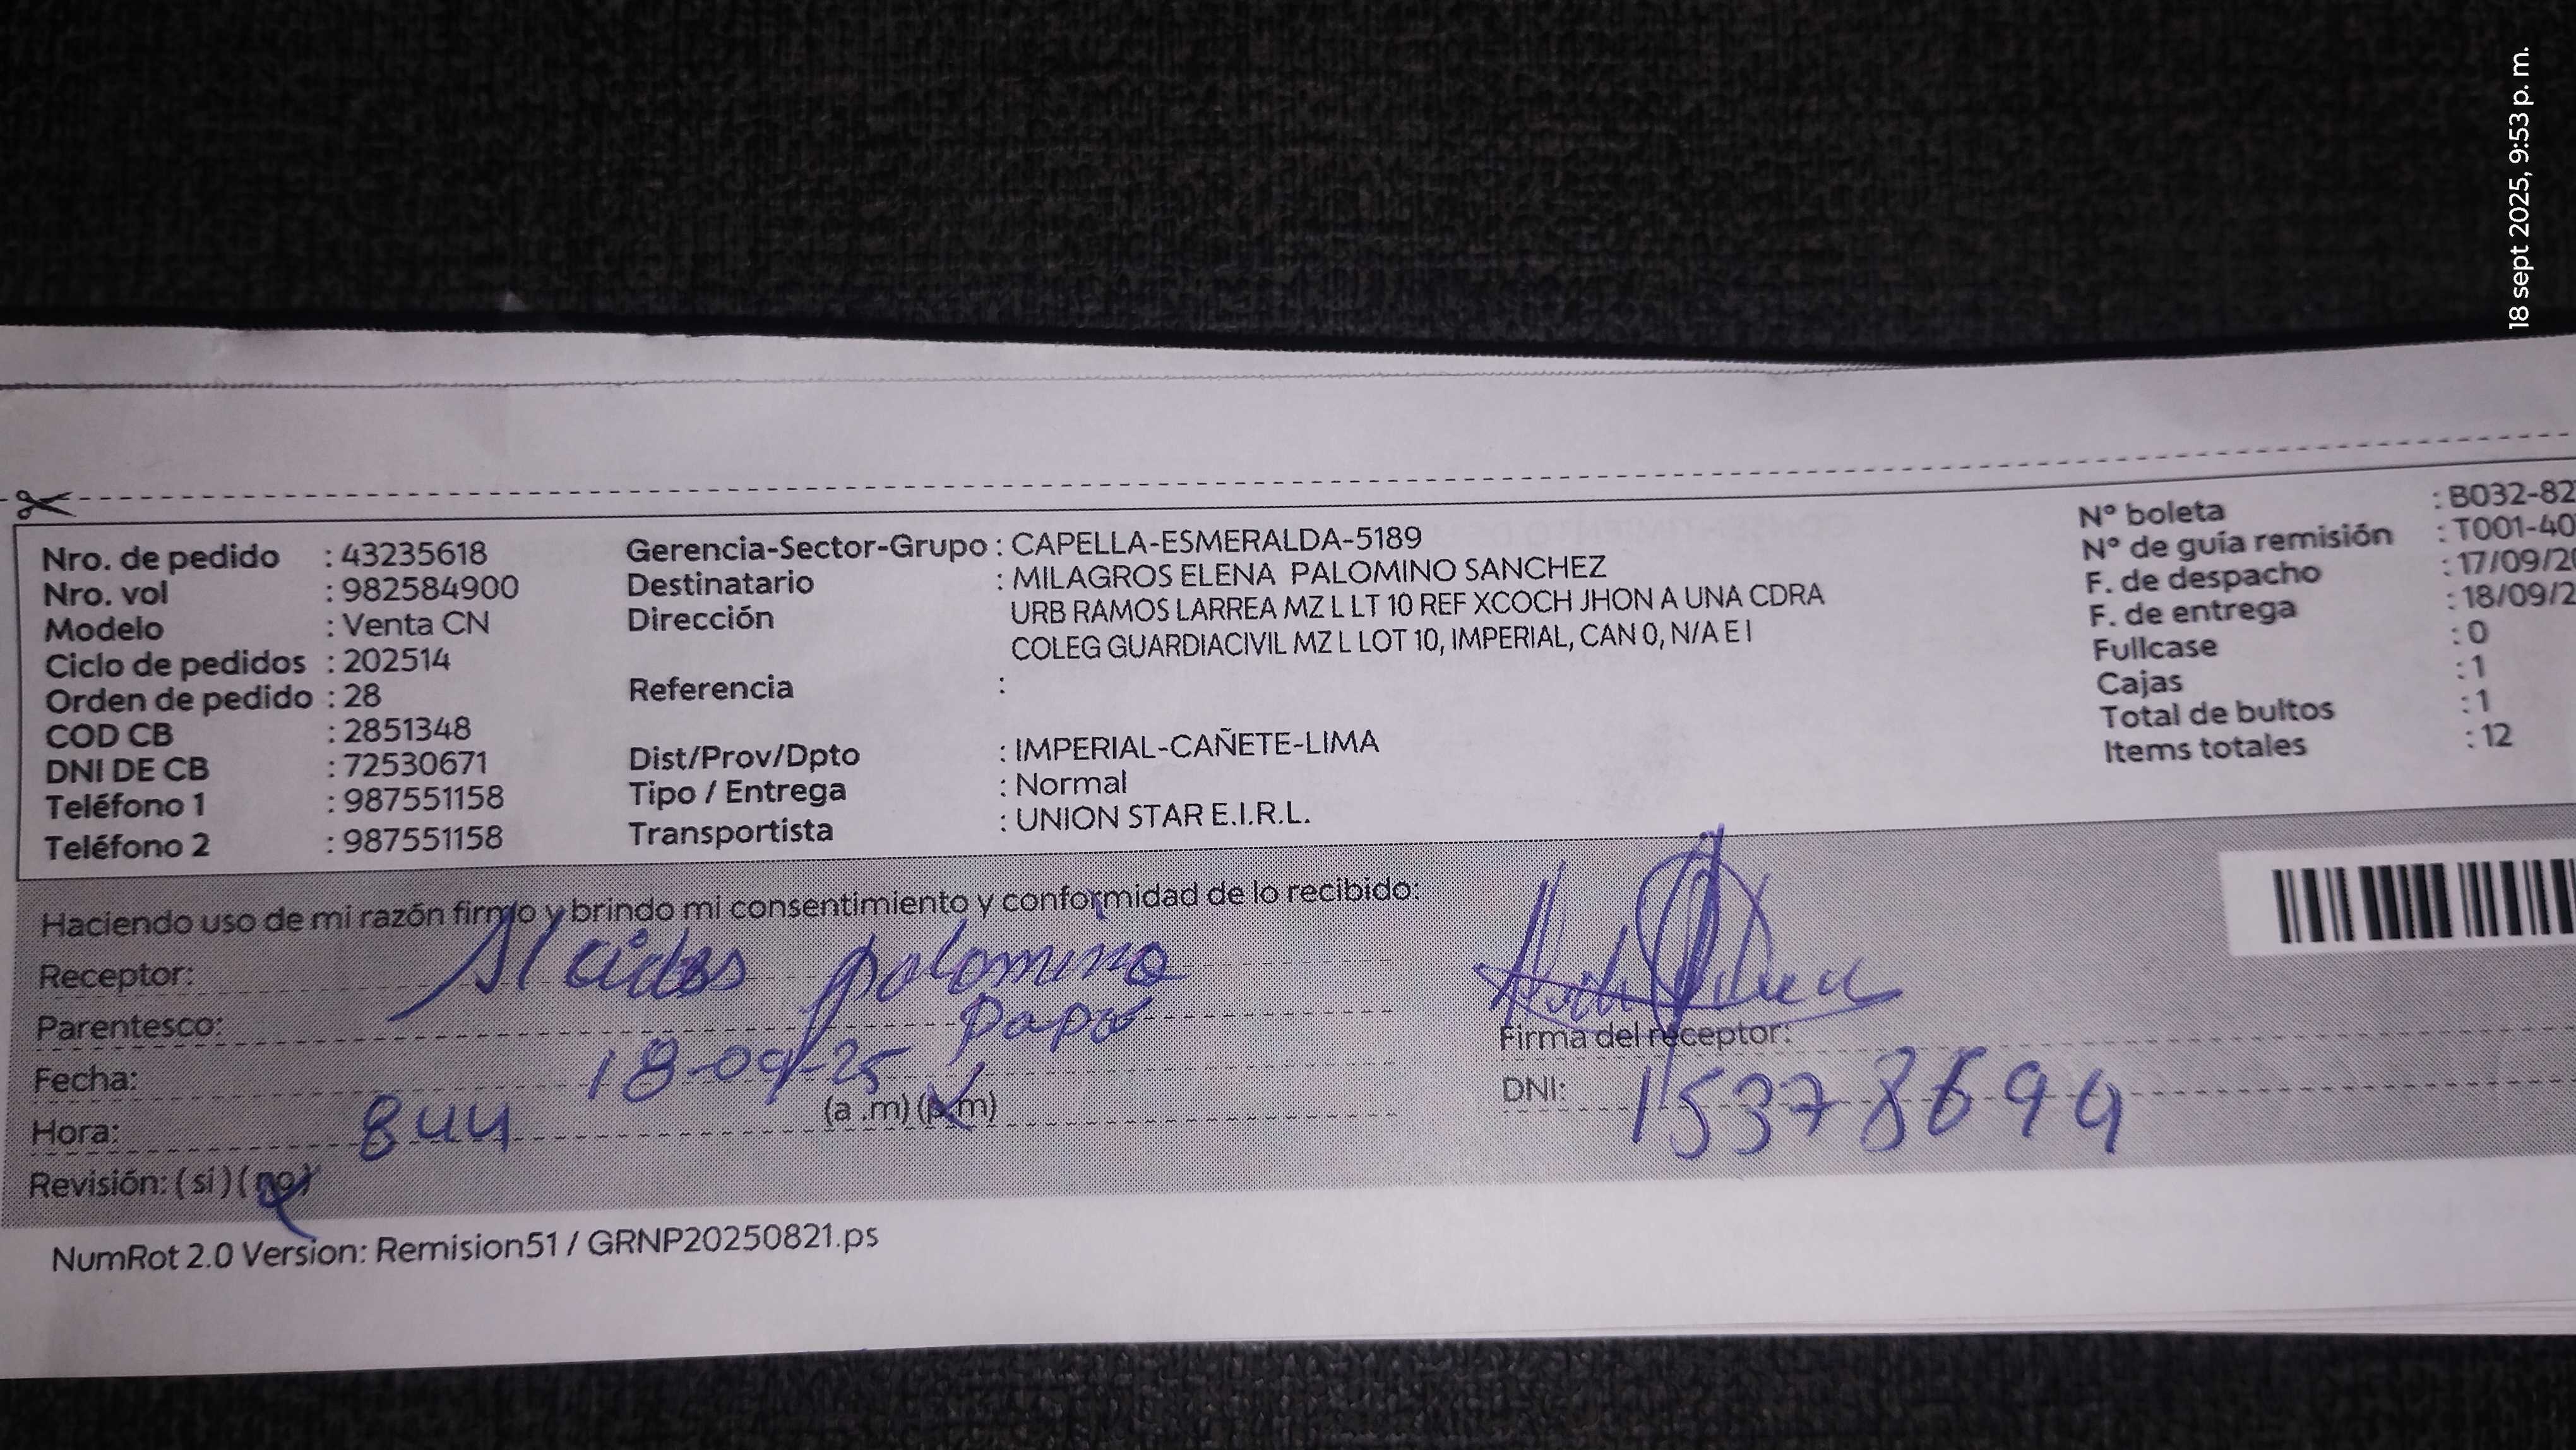 18 sept 2025, 9:53 p. m.
Nro. de pedido : 43235618
Nro. vol : 982584900
Modelo : Venta CN
Ciclo de pedidos : 202514
Orden de pedido : 28
COD CB : 2851348
DNI DE CB : 72530671
Teléfono 1 : 987551158
Teléfono 2 : 987551158
Gerencia-Sector-Grupo : CAPELLA-ESMERALDA-5189
Destinatario : MILAGROS ELENA PALOMINO SANCHEZ
Dirección URB RAMOS LARREA MZ L LT 10 REF XCOCH JHON A UNA CDRA
COLEG GUARDIACIVIL MZ L LOT 10, IMPERIAL, CAN 0, N/A E I
Referencia :
Dist/Prov/Dpto : IMPERIAL-CAÑETE-LIMA
Tipo / Entrega : Normal
Transportista : UNION STAR E.I.R.L.
N° boleta : B032-82
N° de guía remisión : T001-40
F. de despacho : 17/09/20
F. de entrega : 18/09/2
Fullcase : 0
Cajas : 1
Total de bultos : 1
Items totales : 12
Haciendo uso de mi razón firmo y brindo mi consentimiento y conformidad de lo recibido:
Receptor: Alcides palomino
Parentesco: papá
Fecha: 18-09-25
Hora: 844 (a .m) (p.m)
Revisión: (si) (no)
Firma del receptor:
DNI: 15378694
NumRot 2.0 Version: Remision51 / GRNP20250821.ps